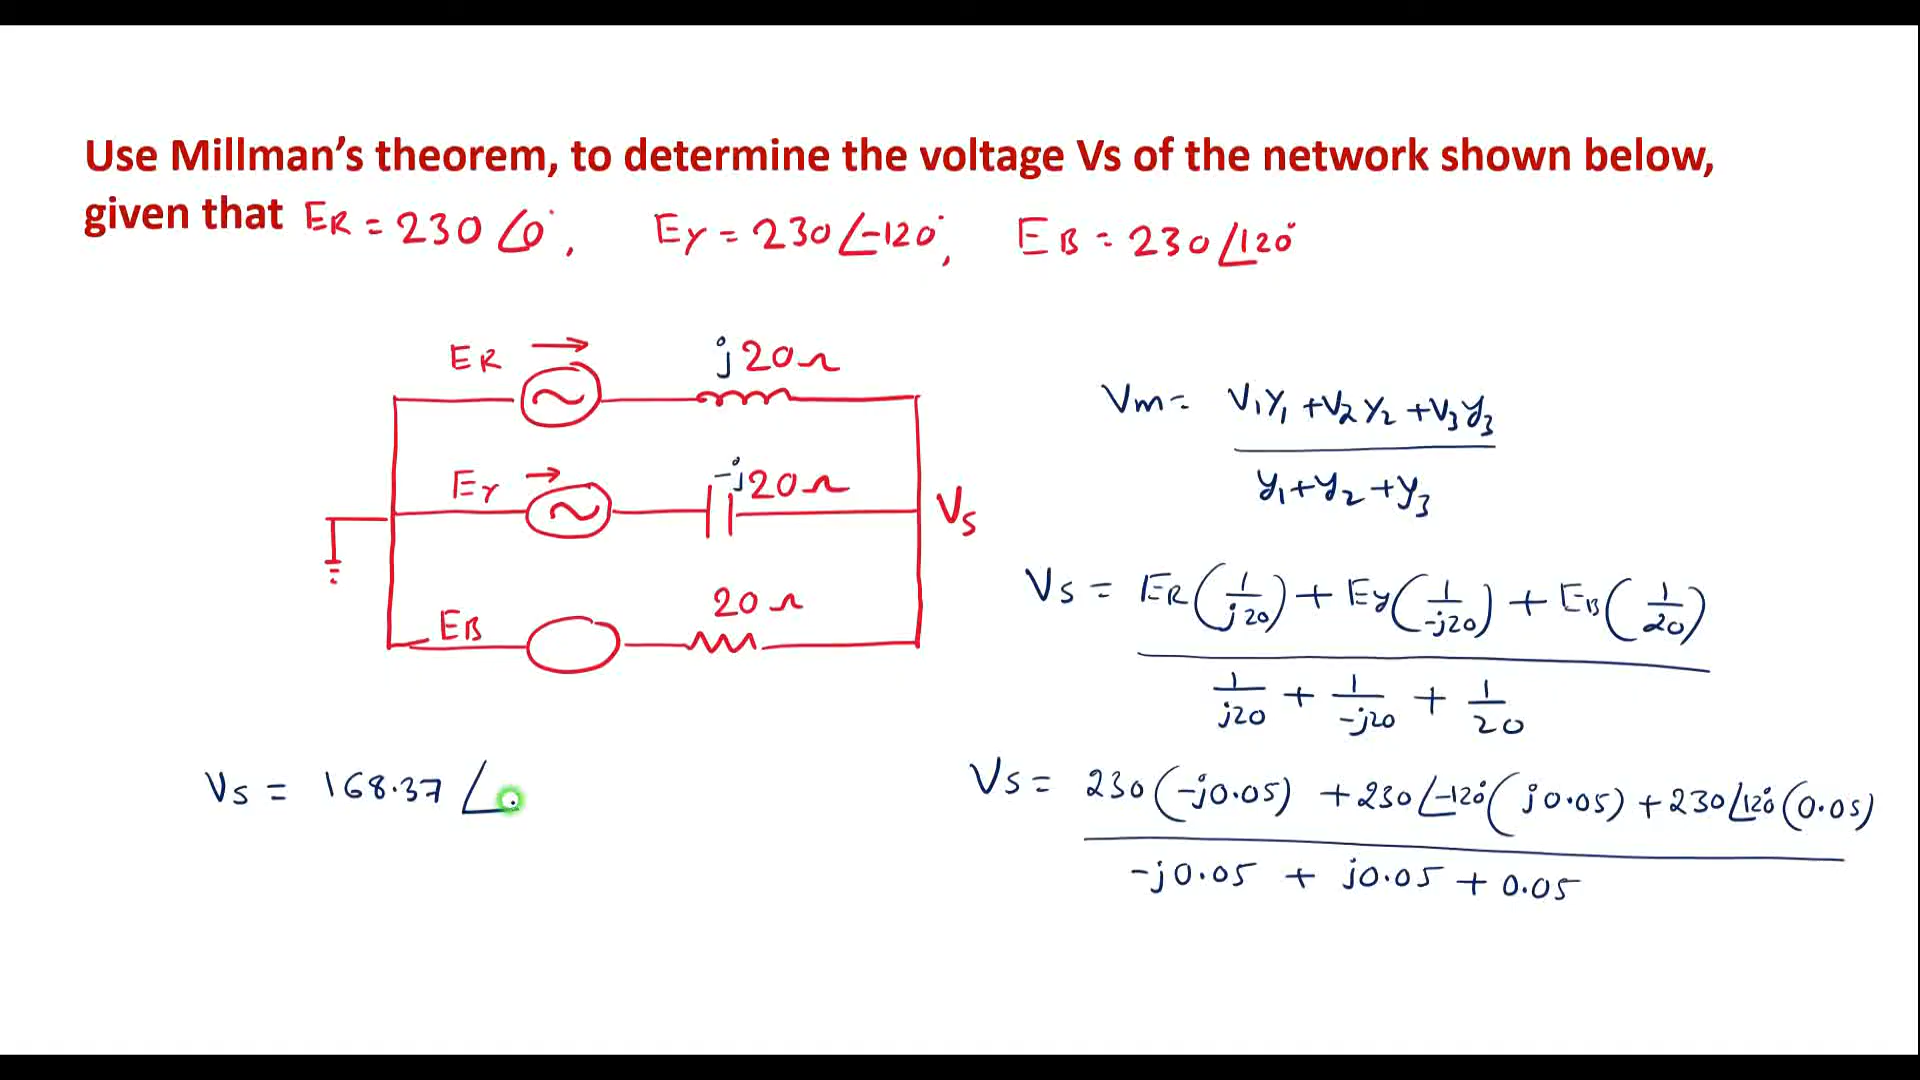 Use Millman's theorem, to determine the voltage Vs of the network shown below,
given that ER = 230∠0°, EY = 230∠-120°, EB = 230∠120°
ER → j20Ω
EY → -j20Ω
Vs
EB 20Ω
Vm = V1Y1 + V2Y2 + V3Y3
Y1 + Y2 + Y3
Vs = ER(1/j20) + EY(1/-j20) + EB(1/20)
1/j20 + 1/-j20 + 1/20
Vs = 168.37∠
Vs = 230(-j0.05) + 230∠-120°(j0.05) + 230∠120°(0.05)
-j0.05 + j0.05 + 0.05